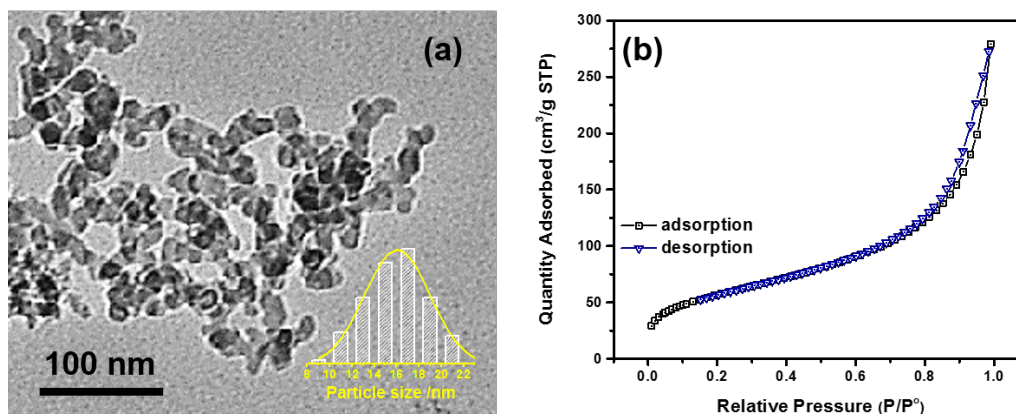 (a)
100 nm
8 10 12 14 16 18 20 22
Particle size /nm
(b)
300
250
200
150
100
50
0
Quantity Adsorbed (cm³/g STP)
adsorption
desorption
0.0 0.2 0.4 0.6 0.8 1.0
Relative Pressure (P/P°)